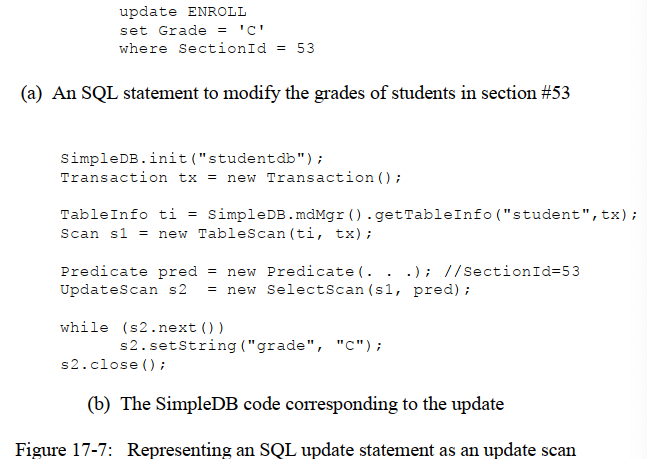 update ENROLL
set Grade = 'C'
where SectionId = 53
(a) An SQL statement to modify the grades of students in section #53
SimpleDB.init("studentdb");
Transaction tx = new Transaction();
TableInfo ti = SimpleDB.mdMgr().getTableInfo("student",tx);
Scan s1 = new TableScan(ti, tx);
Predicate pred = new Predicate(. . .); //SectionId=53
UpdateScan s2 = new SelectScan(s1, pred);
while (s2.next())
s2.setString("grade", "C");
s2.close();
(b) The SimpleDB code corresponding to the update
Figure 17-7: Representing an SQL update statement as an update scan